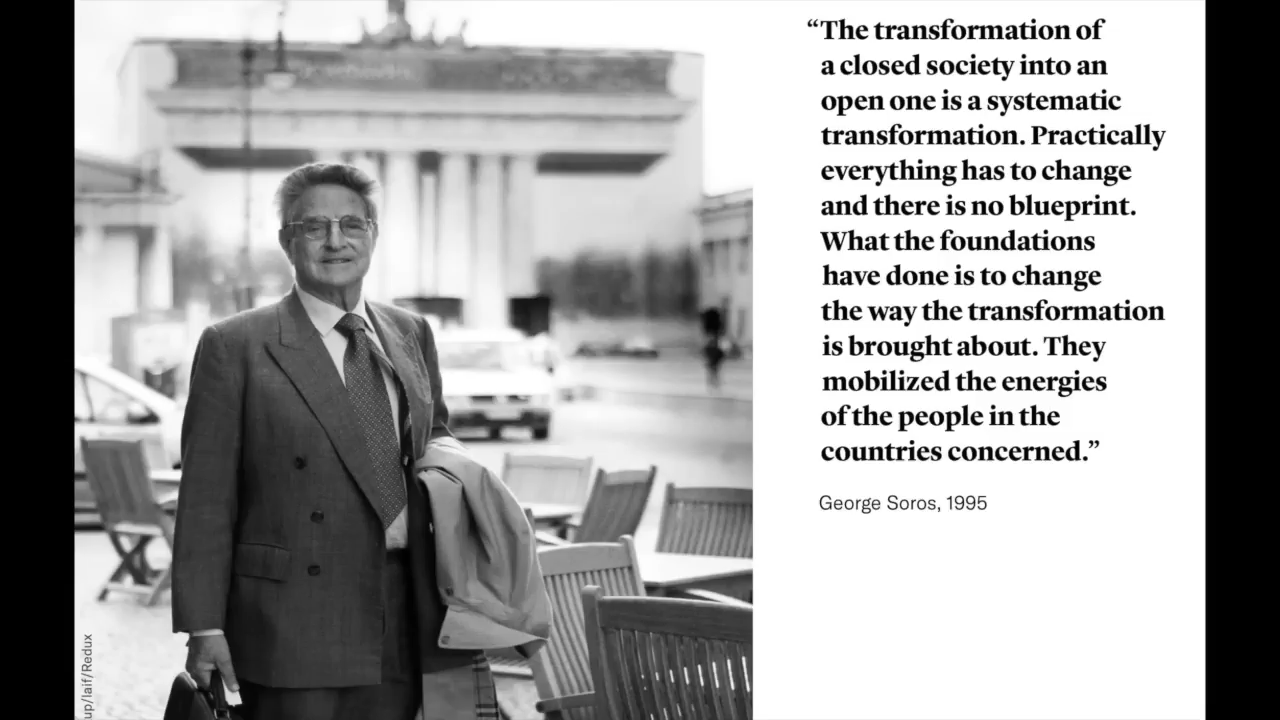 “The transformation of
a closed society into an
open one is a systematic
transformation. Practically
everything has to change
and there is no blueprint.
What the foundations
have done is to change
the way the transformation
is brought about. They
mobilized the energies
of the people in the
countries concerned.”
George Soros, 1995
up/laif/Redux